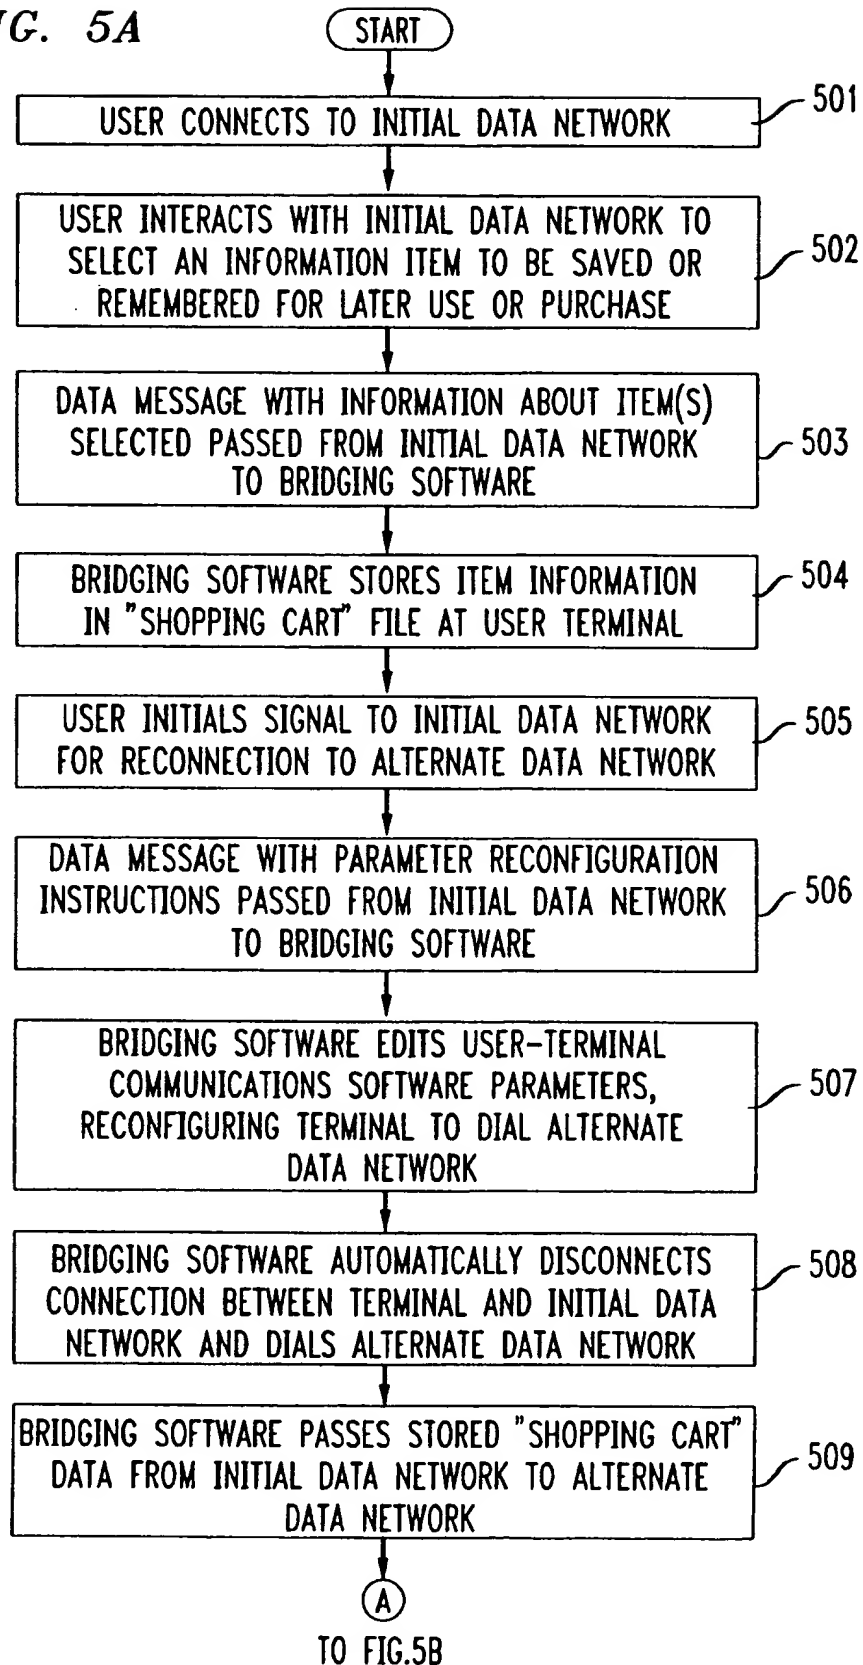 G. 5A
START
USER CONNECTS TO INITIAL DATA NETWORK
501
USER INTERACTS WITH INITIAL DATA NETWORK TO
SELECT AN INFORMATION ITEM TO BE SAVED OR
REMEMBERED FOR LATER USE OR PURCHASE
502
DATA MESSAGE WITH INFORMATION ABOUT ITEM(S)
SELECTED PASSED FROM INITIAL DATA NETWORK
TO BRIDGING SOFTWARE
503
BRIDGING SOFTWARE STORES ITEM INFORMATION
IN "SHOPPING CART" FILE AT USER TERMINAL
504
USER INITIALS SIGNAL TO INITIAL DATA NETWORK
FOR RECONNECTION TO ALTERNATE DATA NETWORK
505
DATA MESSAGE WITH PARAMETER RECONFIGURATION
INSTRUCTIONS PASSED FROM INITIAL DATA NETWORK
TO BRIDGING SOFTWARE
506
BRIDGING SOFTWARE EDITS USER-TERMINAL
COMMUNICATIONS SOFTWARE PARAMETERS,
RECONFIGURING TERMINAL TO DIAL ALTERNATE
DATA NETWORK
507
BRIDGING SOFTWARE AUTOMATICALLY DISCONNECTS
CONNECTION BETWEEN TERMINAL AND INITIAL DATA
NETWORK AND DIALS ALTERNATE DATA NETWORK
508
BRIDGING SOFTWARE PASSES STORED "SHOPPING CART"
DATA FROM INITIAL DATA NETWORK TO ALTERNATE
DATA NETWORK
509
A
TO FIG.5B